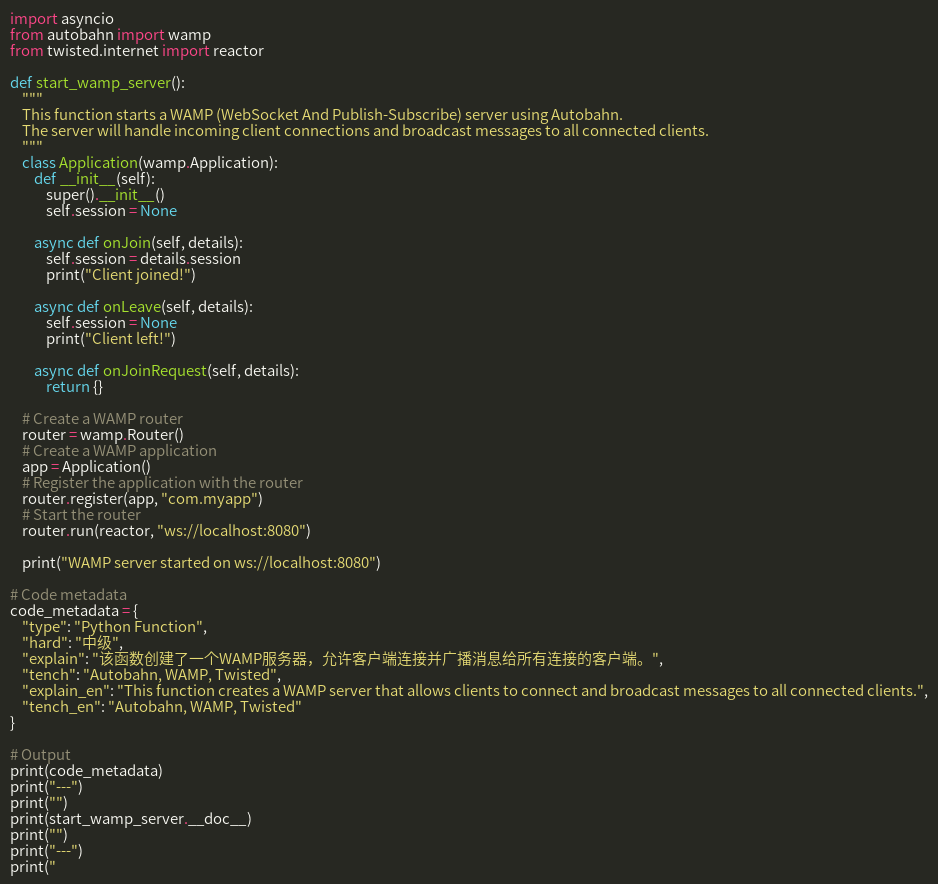 import asyncio
from autobahn import wamp
from twisted.internet import reactor

def start_wamp_server():
    """
    This function starts a WAMP (WebSocket And Publish-Subscribe) server using Autobahn.
    The server will handle incoming client connections and broadcast messages to all connected clients.
    """
    class Application(wamp.Application):
        def __init__(self):
            super().__init__()
            self.session = None

        async def onJoin(self, details):
            self.session = details.session
            print("Client joined!")

        async def onLeave(self, details):
            self.session = None
            print("Client left!")

        async def onJoinRequest(self, details):
            return {}

    # Create a WAMP router
    router = wamp.Router()
    # Create a WAMP application
    app = Application()
    # Register the application with the router
    router.register(app, "com.myapp")
    # Start the router
    router.run(reactor, "ws://localhost:8080")

    print("WAMP server started on ws://localhost:8080")

# Code metadata
code_metadata = {
    "type": "Python Function",
    "hard": "中级",
    "explain": "该函数创建了一个WAMP服务器，允许客户端连接并广播消息给所有连接的客户端。",
    "tench": "Autobahn, WAMP, Twisted",
    "explain_en": "This function creates a WAMP server that allows clients to connect and broadcast messages to all connected clients.",
    "tench_en": "Autobahn, WAMP, Twisted"
}

# Output
print(code_metadata)
print("---")
print("")
print(start_wamp_server.__doc__)
print("")
print("---")
print("